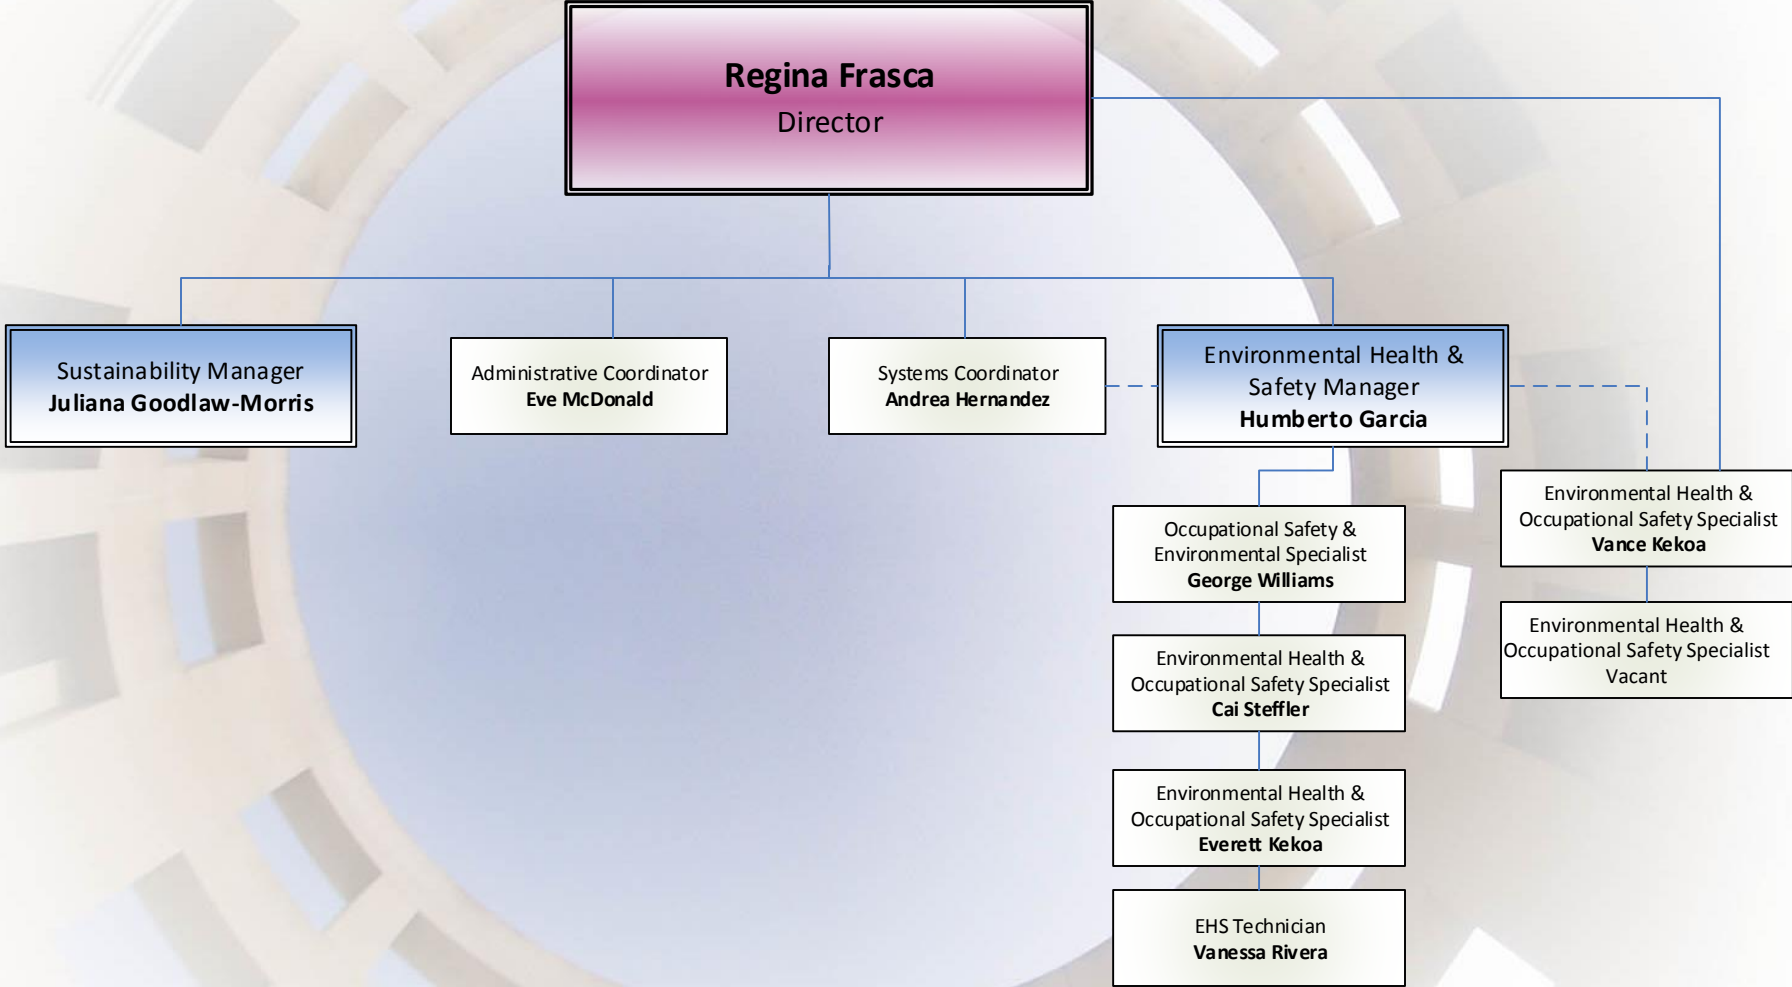 Regina Frasca
Director
Sustainability Manager
Juliana Goodlaw-Morris
Administrative Coordinator
Eve McDonald
Systems Coordinator
Andrea Hernandez
Environmental Health &
Safety Manager
Humberto Garcia
Occupational Safety &
Environmental Specialist
George Williams
Environmental Health &
Occupational Safety Specialist
Cai Steffler
Environmental Health &
Occupational Safety Specialist
Everett Kekoa
EHS Technician
Vanessa Rivera
Environmental Health &
Occupational Safety Specialist
Vance Kekoa
Environmental Health &
Occupational Safety Specialist
Vacant